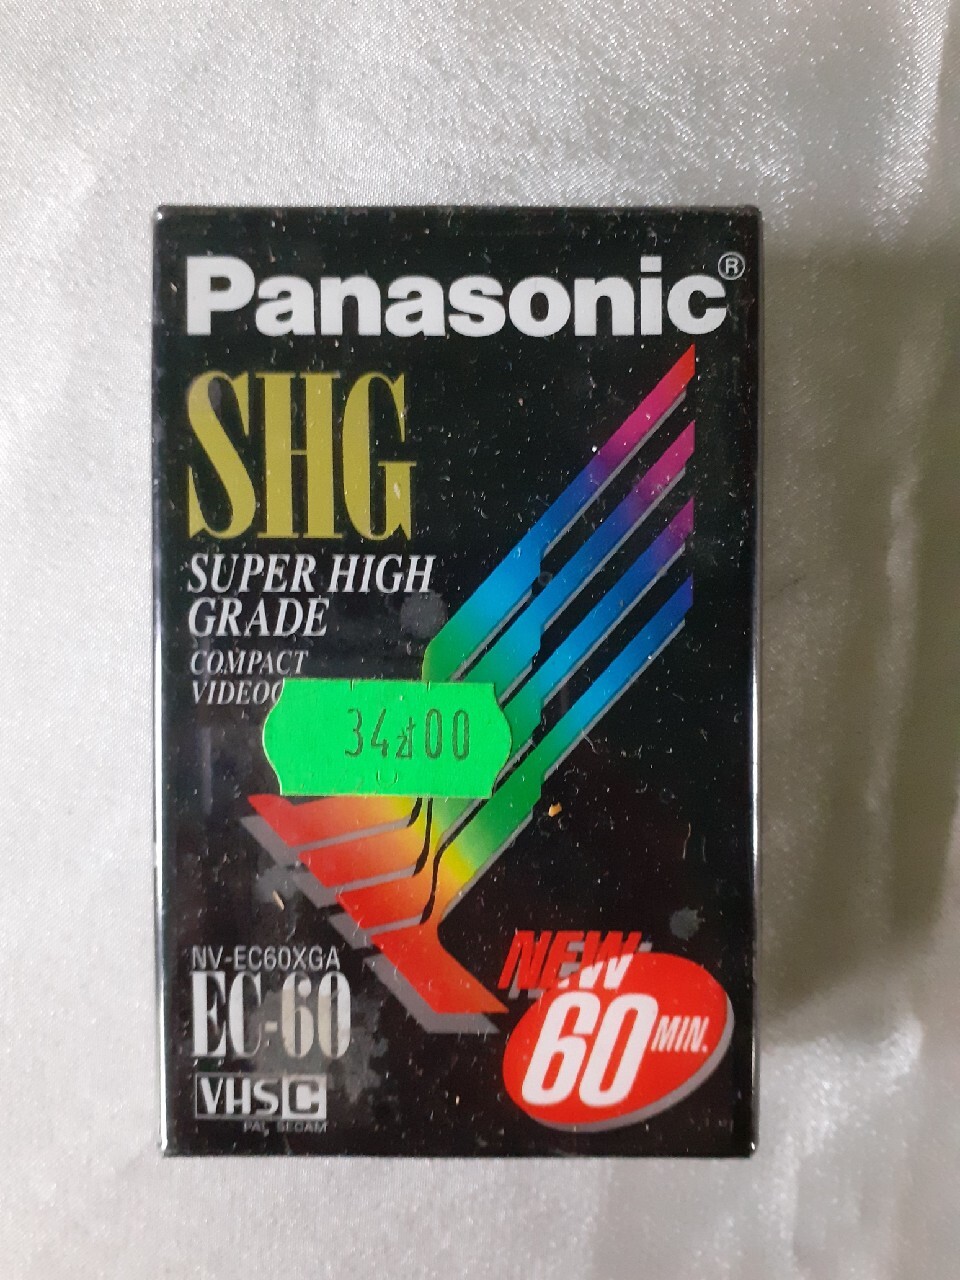 Panasonic®
SHG
SUPER HIGH
GRADE
COMPACT
34zł00
NV-EC60XGA
EC-60
VHS C
PAL SECAM
NEW
60 MIN.